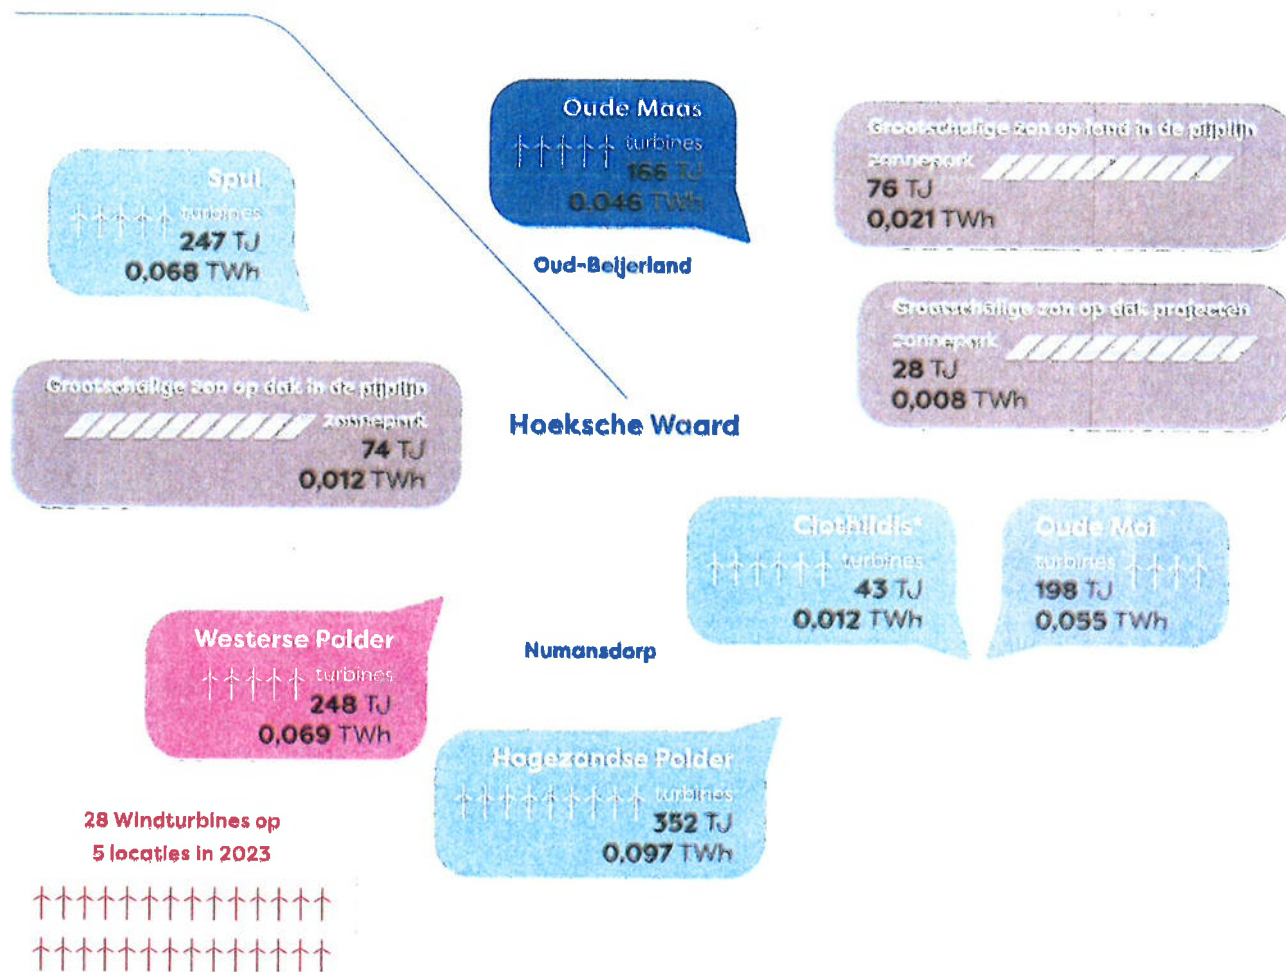 Oude Maas
turbines
166 TJ
0.046 TWh
Oud-Beijerland
Grootschalige zon op land in de pijplijn
zonnepark
76 TJ
0,021 TWh
Spui
turbines
247 TJ
0,068 TWh
Grootschalige zon op dak projecten
zonnepark
28 TJ
0,008 TWh
Grootschalige zon op dak in de pijplijn
zonnepark
74 TJ
0,012 TWh
Hoeksche Waard
Clothildis*
turbines
43 TJ
0,012 TWh
Oude Mol
turbines
198 TJ
0,055 TWh
Westerse Polder
turbines
248 TJ
0,069 TWh
Numansdorp
Hogezandse Polder
turbines
352 TJ
0,097 TWh
28 Windturbines op
5 locaties in 2023